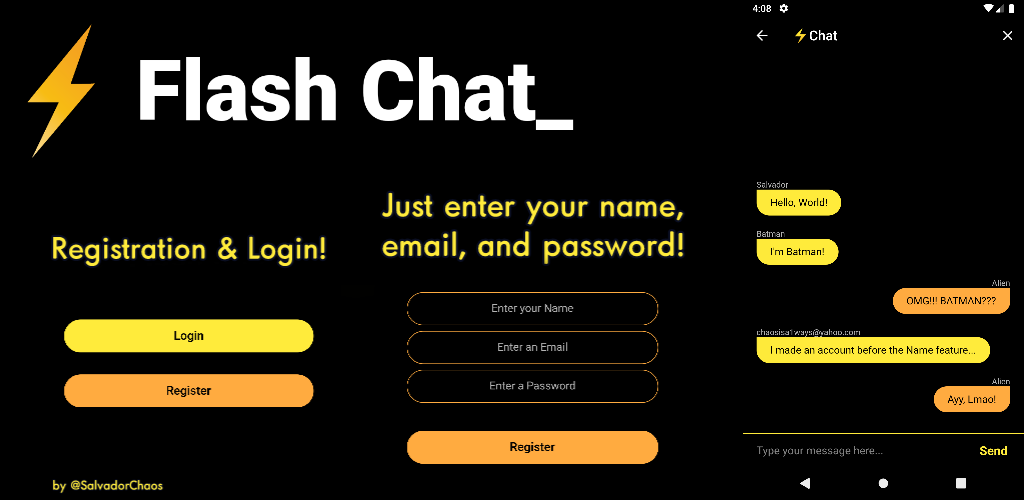 Flash Chat_
Registration & Login!
Login
Register
by @SalvadorChaos
Just enter your name,
email, and password!
Enter your Name
Enter an Email
Enter a Password
Register
4:08
Chat
Salvador
Hello, World!
Batman
I'm Batman!
Alien
OMG!!! BATMAN???
chaosisa1ways@yahoo.com
I made an account before the Name feature...
Alien
Ayy, Lmao!
Type your message here...
Send